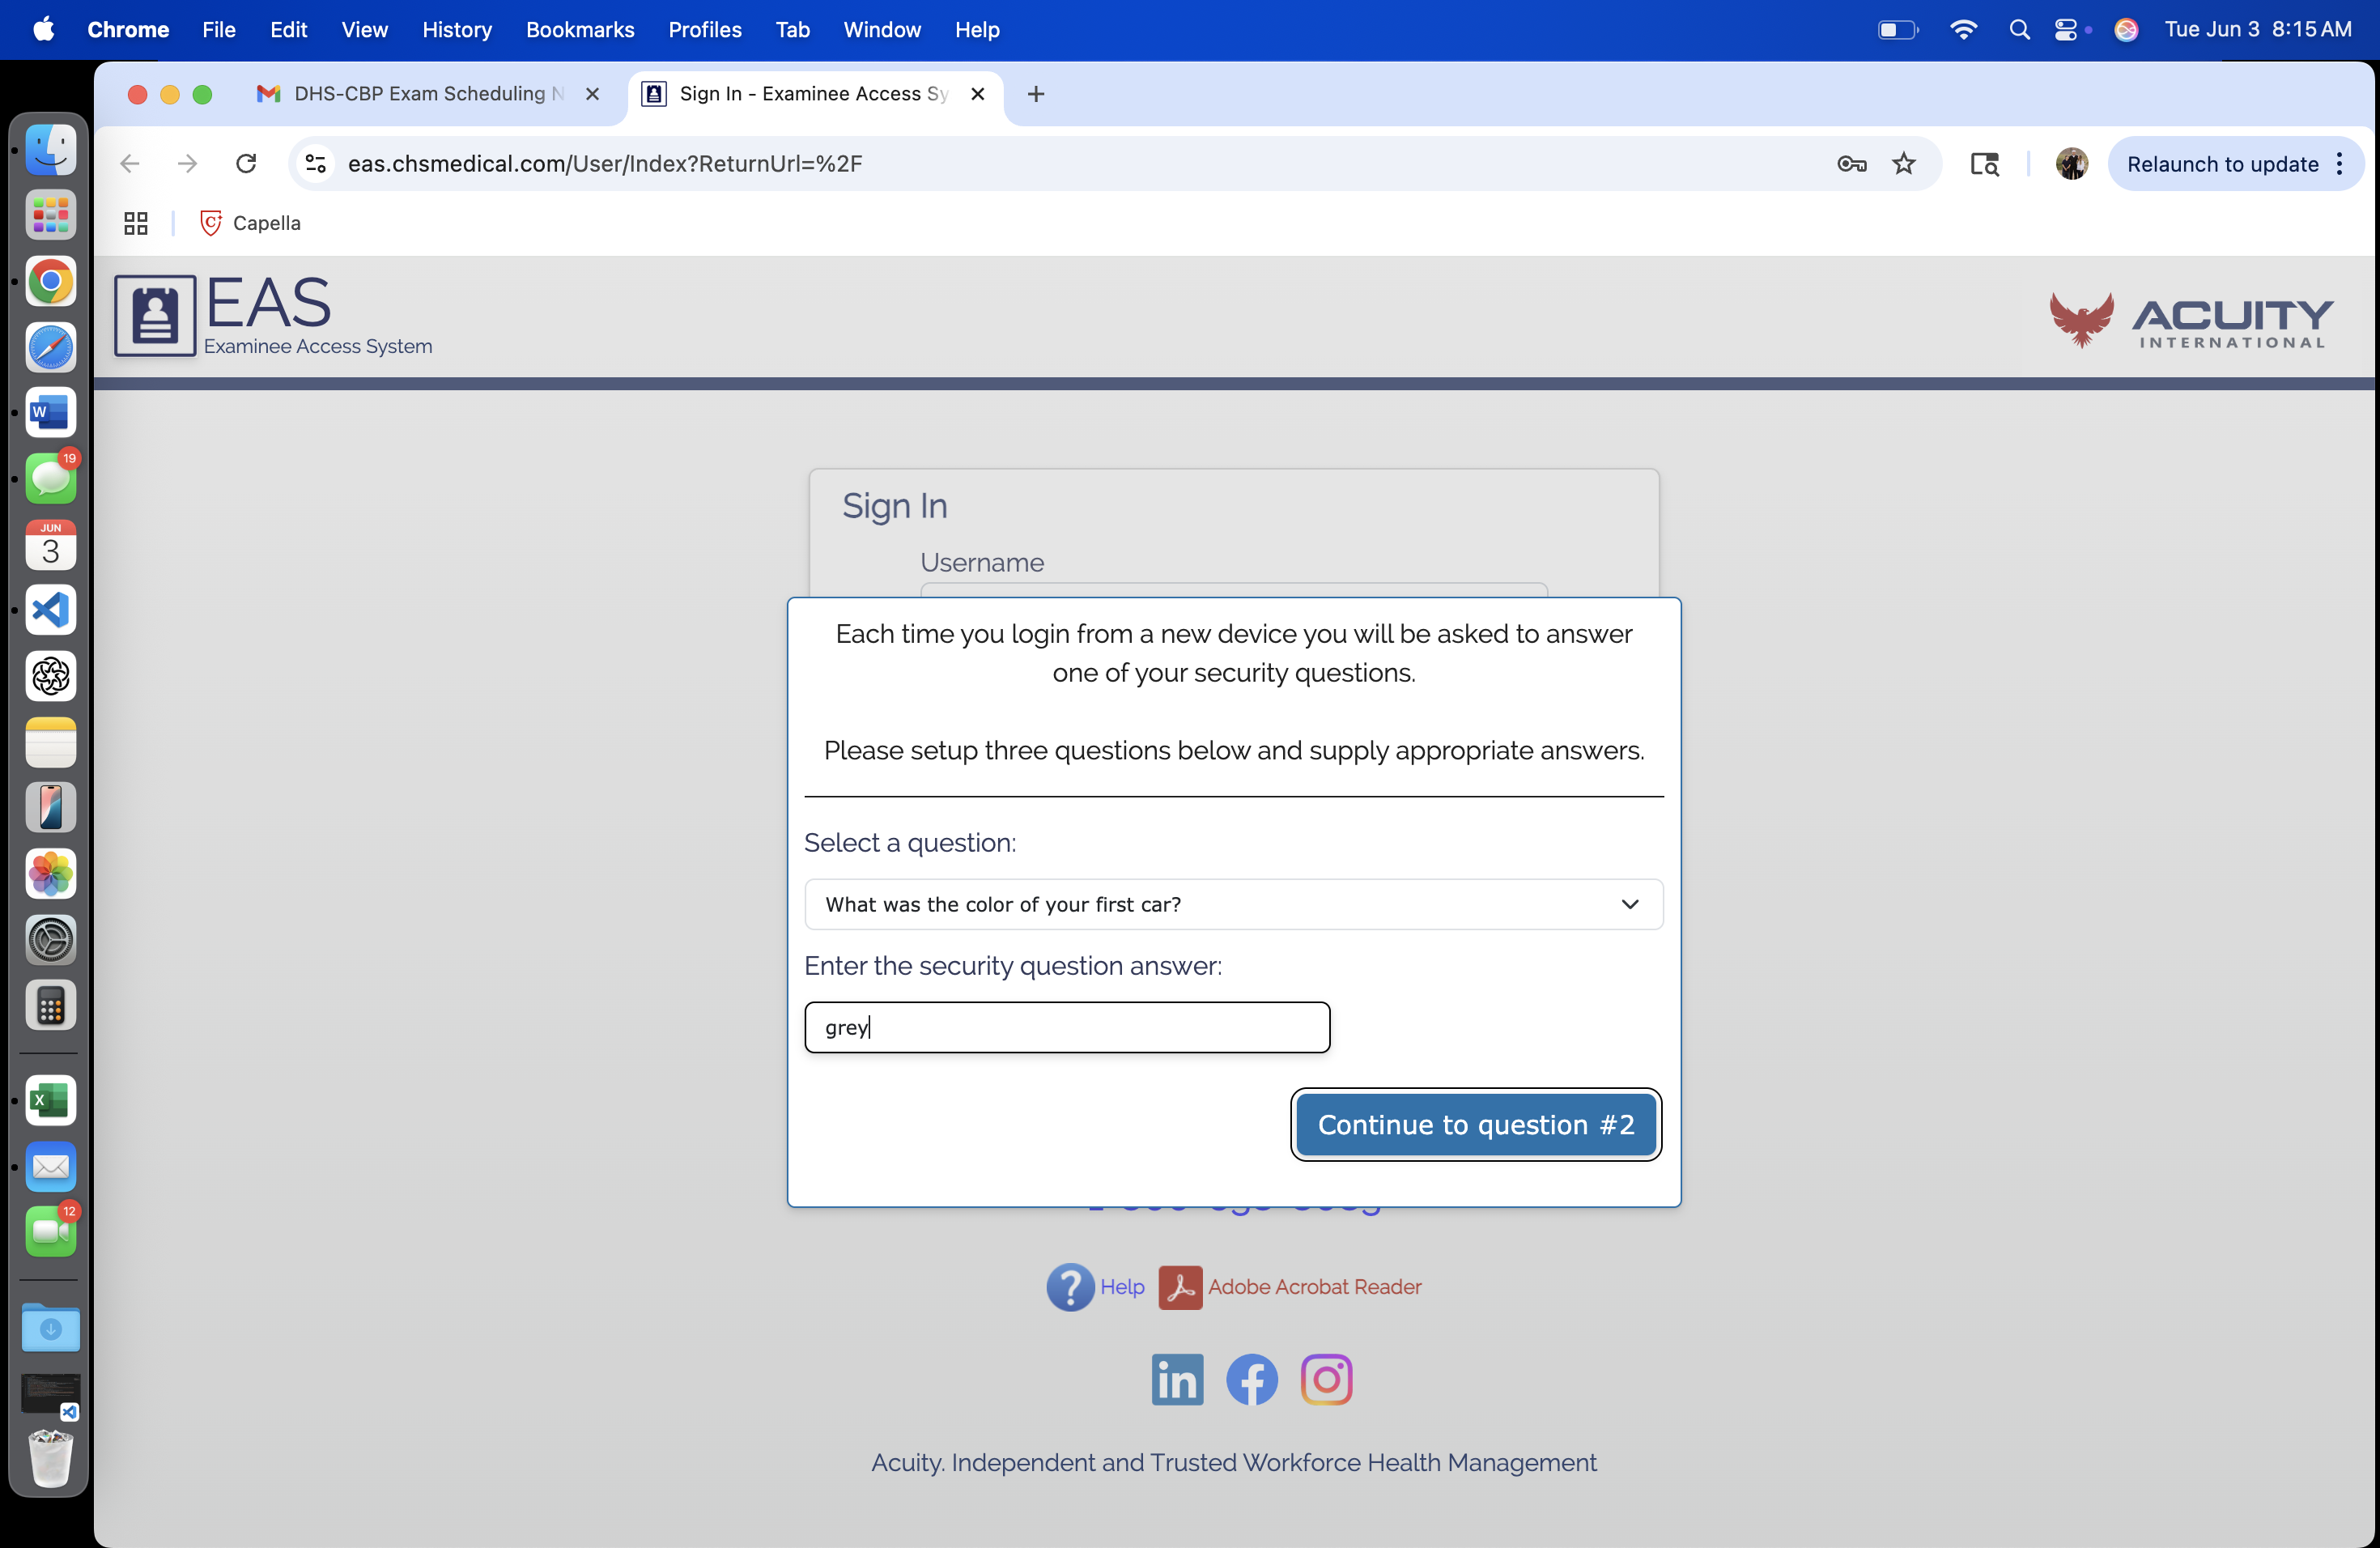 Chrome File Edit View History Bookmarks Profiles Tab Window Help Tue Jun 3 8:15 AM
DHS-CBP Exam Scheduling N
Sign In - Examinee Access Sy
eas.chsmedical.com/User/Index?ReturnUrl=%2F
Relaunch to update
Capella
EAS
Examinee Access System
ACUITY
INTERNATIONAL
Sign In
Username
Each time you login from a new device you will be asked to answer
one of your security questions.
Please setup three questions below and supply appropriate answers.
Select a question:
What was the color of your first car?
Enter the security question answer:
grey
Continue to question #2
Help Adobe Acrobat Reader
in
Acuity. Independent and Trusted Workforce Health Management
W
19
JUN
3
X
12